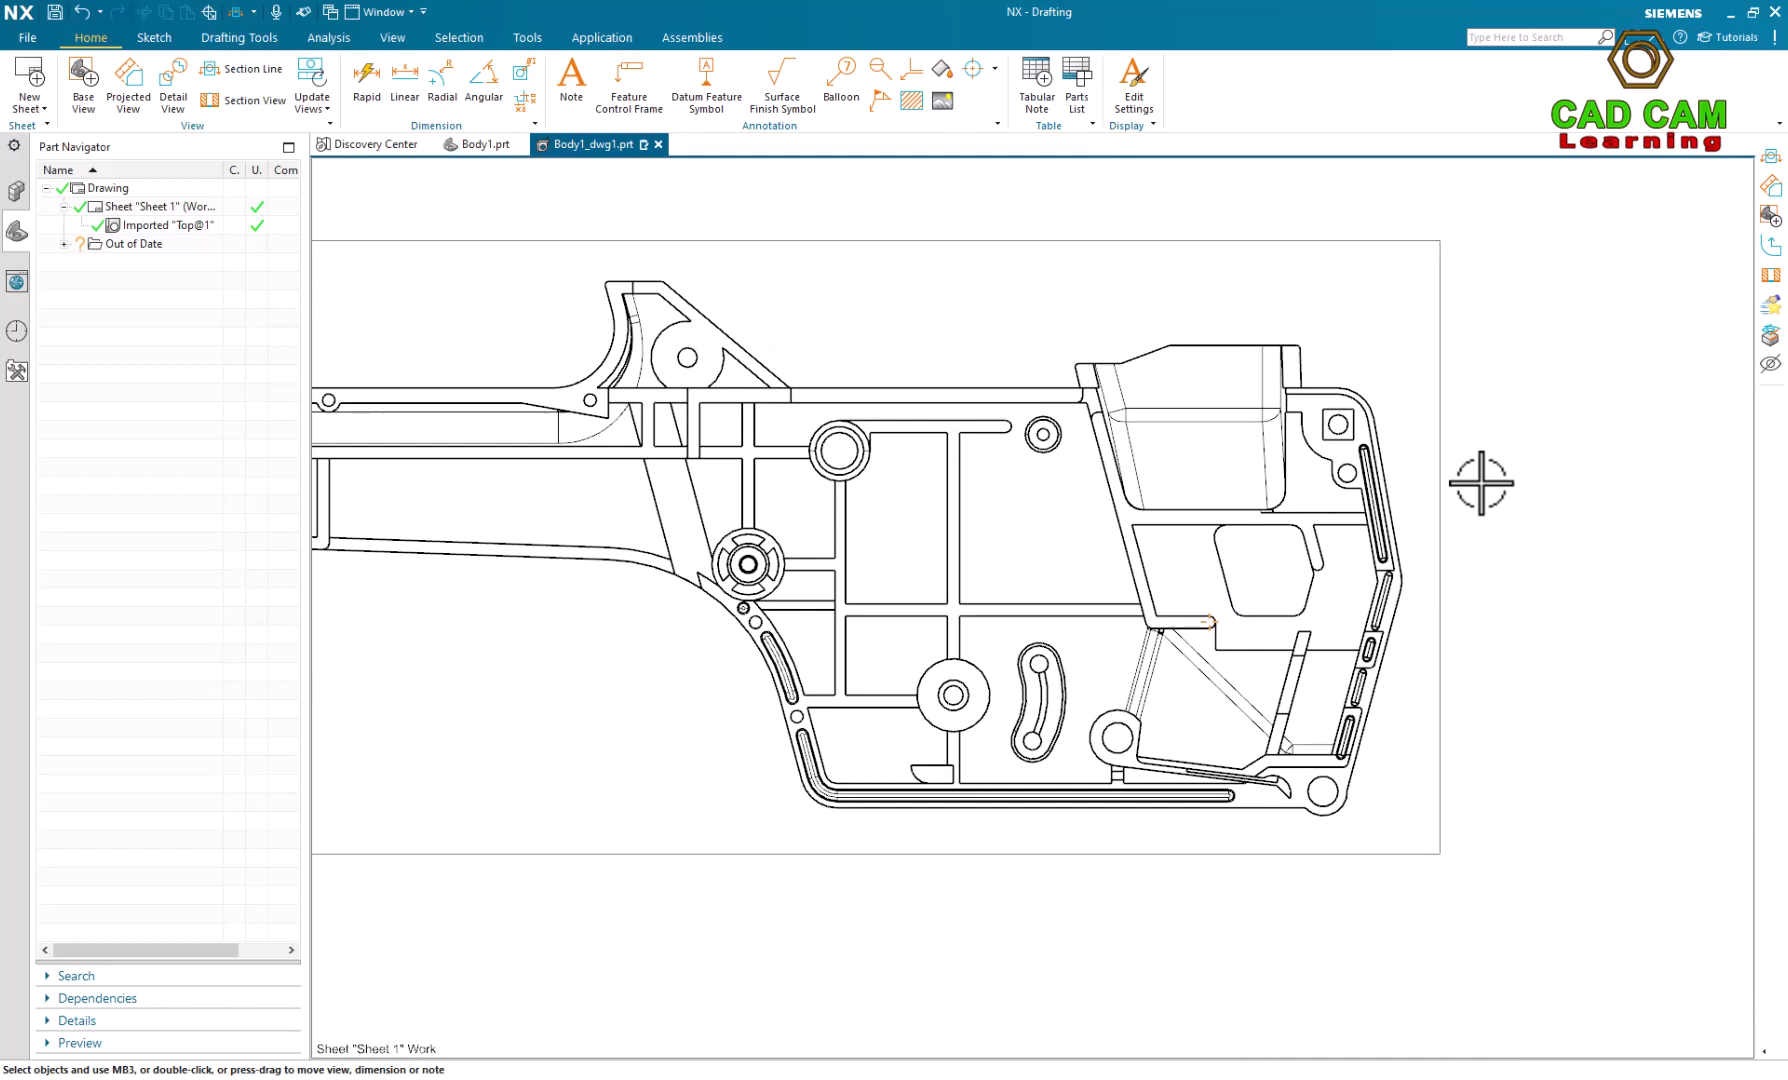 NX
Window
NX - Drafting
SIEMENS
File
Home
Sketch
Drafting Tools
Analysis
View
Selection
Tools
Application
Assemblies
Type Here to Search
Tutorials
New
Sheet
Base
View
Projected
View
Detail
View
Section Line
Section View
Update
Views
Rapid
Linear
Radial
Angular
Note
Feature
Control Frame
Datum Feature
Symbol
Surface
Finish Symbol
Balloon
Tabular
Note
Parts
List
Edit
Settings
Sheet
View
Dimension
Annotation
Table
Display
CAD CAM
Learning
Part Navigator
Discovery Center
Body1.prt
Body1_dwg1.prt
Name
C.
U.
Com
Drawing
Sheet "Sheet 1" (Wor...
Imported "Top@1"
Out of Date
Search
Dependencies
Details
Preview
Sheet "Sheet 1" Work
Select objects and use MB3, or double-click, or press-drag to move view, dimension or note